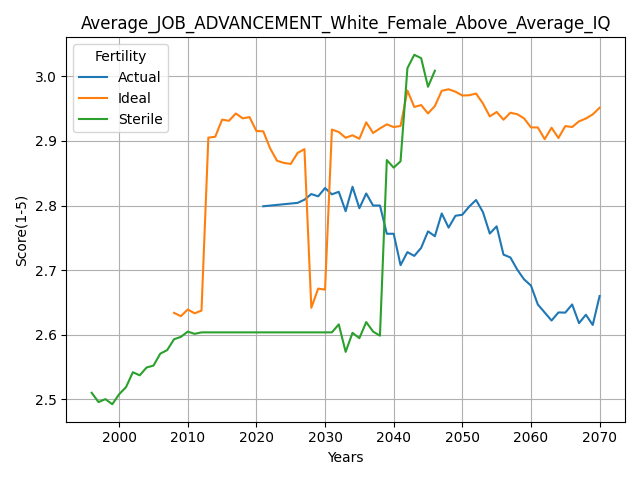 Average_JOB_ADVANCEMENT_White_Female_Above_Average_IQ
Fertility
Actual
Ideal
Sterile
Score(1-5)
3.0
2.9
2.8
2.7
2.6
2.5
2000 2010 2020 2030 2040 2050 2060 2070
Years